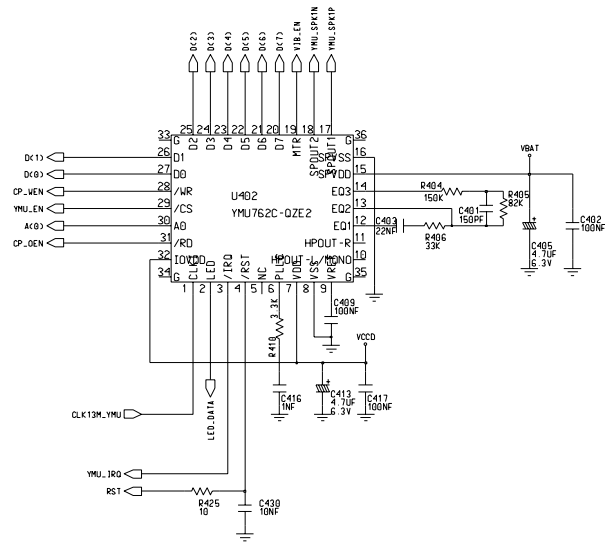 D(2) D(3) D(4) D(5) D(6) D(7) VIB_EN YMU_SPK1N YMU_SPK1P
25 24 23 22 21 20 19 18 17
33 G D2 D3 D4 D5 D6 D7 MTR SPOUT2 SPOUT1 G 36
D(1) 26 D1
D(0) 27 D0
CP_WEN 28 /WR
YMU_EN 29 /CS
A(0) 30 A0
CP_OEN 31 /RD
32 IOVDD
34 G
U402
YMU762C-QZE2
SPVSS 16
SPVDD 15
EQ3 14
EQ2 13
EQ1 12
HPOUT-R 11
HPOUT-L/MONO 10
G 35
CLK LED /IRQ /RST NC PLL VDD VSS
1 2 3 4 5 6 7 8 9
VBAT
R404
150K
C401
150PF
R405
82K
C403
22NF
R406
33K
C405
4.7UF
6.3V
C402
100NF
C409
100NF
3.3K
R410
VCCD
C416
1NF
C413
4.7UF
6.3V
C417
100NF
CLK13M_YMU
LED_DATA
YMU_IRQ
RST
R425
10
C430
10NF